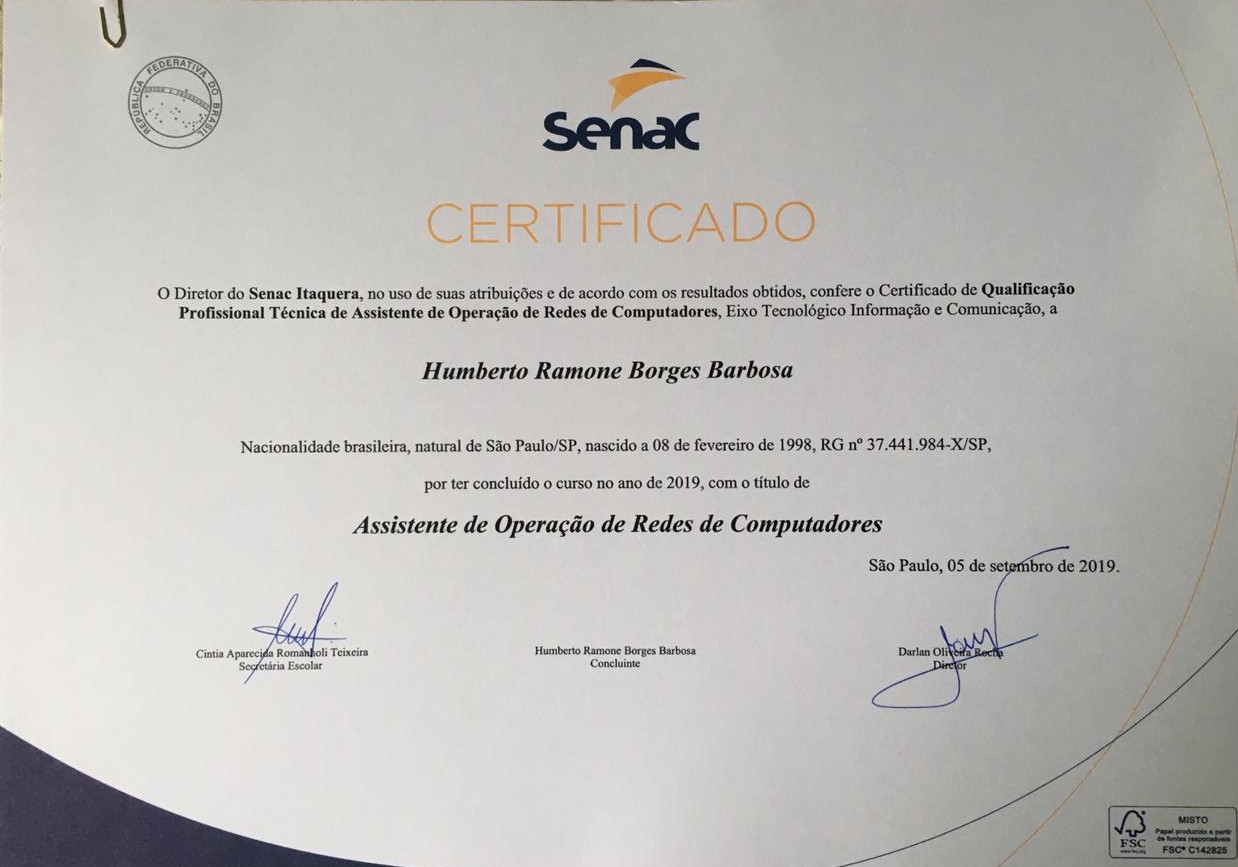 REPÚBLICA FEDERATIVA DO BRASIL
ORDEM E PROGRESSO
Senac
CERTIFICADO
O Diretor do Senac Itaquera, no uso de suas atribuições e de acordo com os resultados obtidos, confere o Certificado de Qualificação
Profissional Técnica de Assistente de Operação de Redes de Computadores, Eixo Tecnológico Informação e Comunicação, a
Humberto Ramone Borges Barbosa
Nacionalidade brasileira, natural de São Paulo/SP, nascido a 08 de fevereiro de 1998, RG nº 37.441.984-X/SP,
por ter concluído o curso no ano de 2019, com o título de
Assistente de Operação de Redes de Computadores
São Paulo, 05 de setembro de 2019.
Cintia Aparecida Romanholi Teixeira
Secretária Escolar
Humberto Ramone Borges Barbosa
Concluinte
Darlan Oliveira Rocha
Diretor
MISTO
Papel produzido a partir
de fontes responsáveis
FSC® C142825
FSC
www.fsc.org